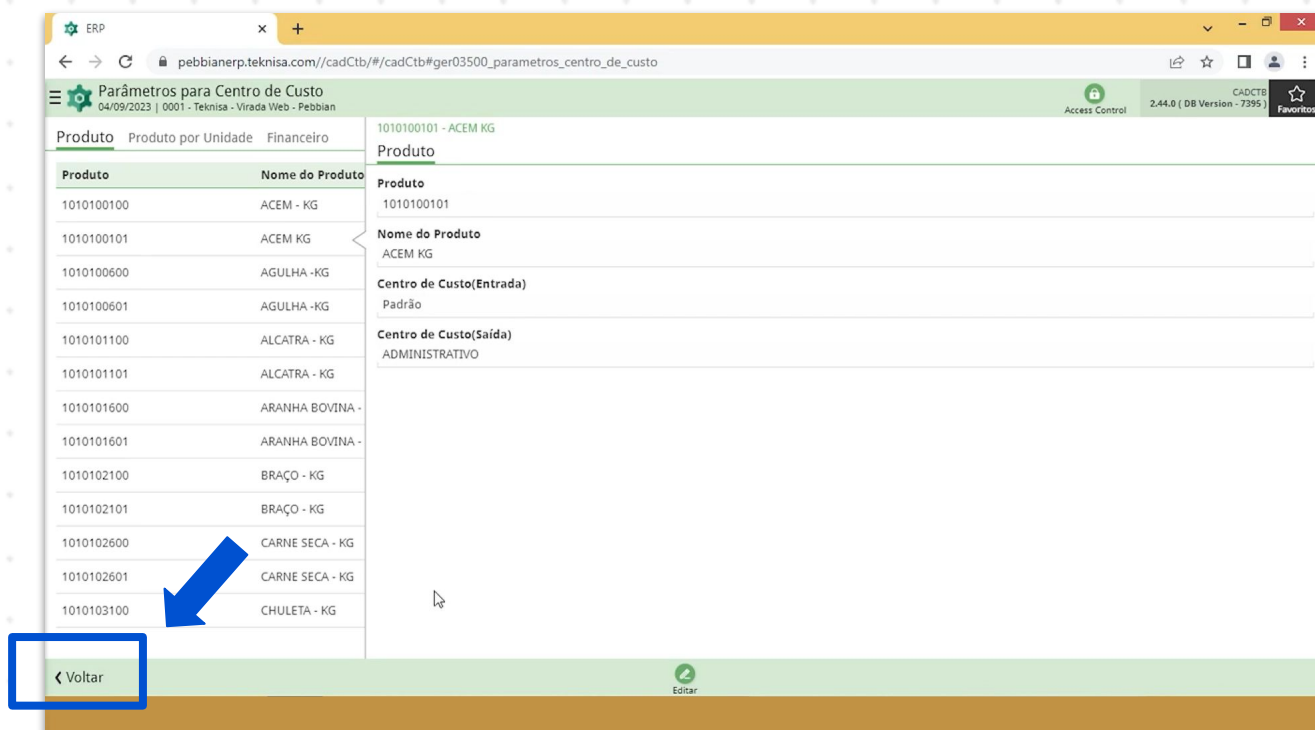 ERP
pebbianerp.teknisa.com//cadCtb/#/cadCtb#ger03500_parametros_centro_de_custo
Parâmetros para Centro de Custo
04/09/2023 | 0001 - Teknisa - Virada Web - Pebbian
Access Control
CADCTB
2.44.0 ( DB Version - 7395 )
Favoritos
Produto Produto por Unidade Financeiro
Produto Nome do Produto
1010100100 ACEM - KG
1010100101 ACEM KG
1010100600 AGULHA -KG
1010100601 AGULHA -KG
1010101100 ALCATRA - KG
1010101101 ALCATRA - KG
1010101600 ARANHA BOVINA -
1010101601 ARANHA BOVINA -
1010102100 BRAÇO - KG
1010102101 BRAÇO - KG
1010102600 CARNE SECA - KG
1010102601 CARNE SECA - KG
1010103100 CHULETA - KG
1010100101 - ACEM KG
Produto
Produto
1010100101
Nome do Produto
ACEM KG
Centro de Custo(Entrada)
Padrão
Centro de Custo(Saída)
ADMINISTRATIVO
Voltar
Editar